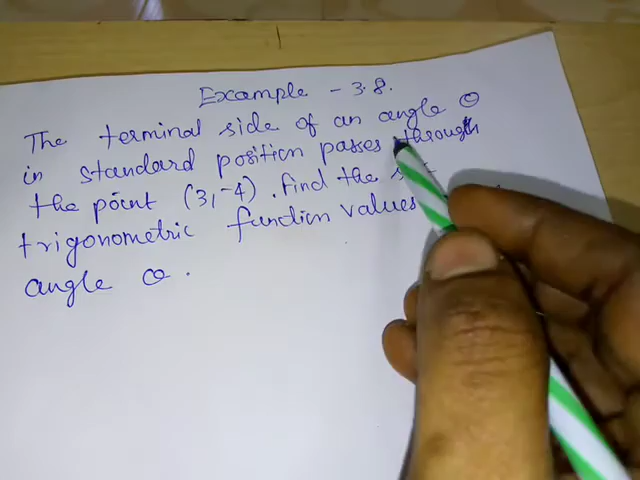 Example - 3.8.
The terminal side of an angle θ
in standard position passes through
the point (3,-4). Find the
trigonometric function values
angle θ.